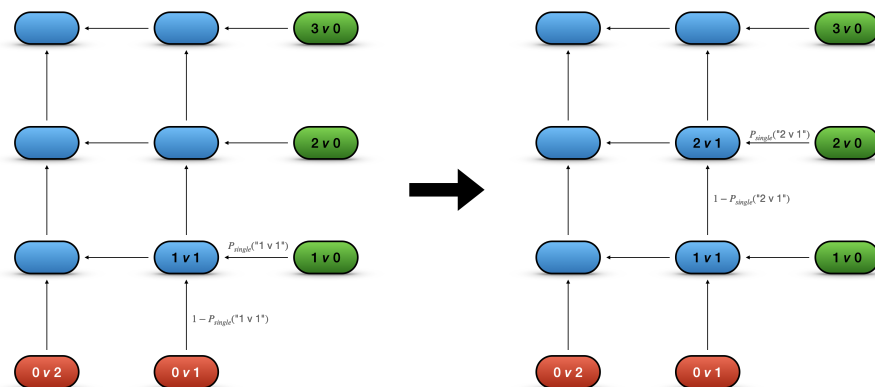 3 v 0
2 v 0
P_single("1 v 1")
1 v 1
1 v 0
1 − P_single("1 v 1")
0 v 2
0 v 1
3 v 0
P_single("2 v 1")
2 v 1
2 v 0
1 − P_single("2 v 1")
1 v 1
1 v 0
0 v 2
0 v 1